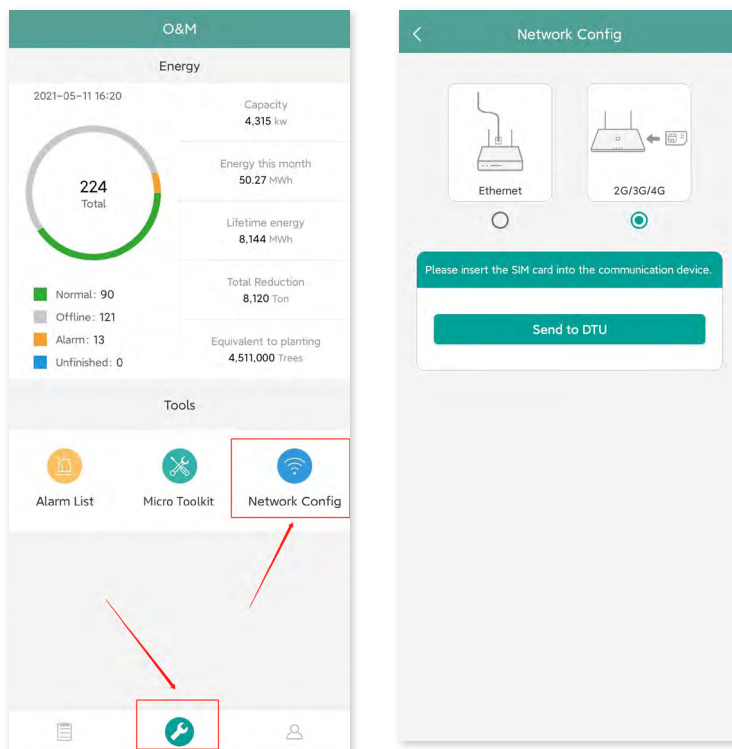 O&M
Energy
2021-05-11 16:20
224
Total
Normal: 90
Offline: 121
Alarm: 13
Unfinished: 0
Capacity
4,315 kw
Energy this month
50.27 MWh
Lifetime energy
8,144 MWh
Total Reduction
8,120 Ton
Equivalent to planting
4,511,000 Trees
Tools
Alarm List
Micro Toolkit
Network Config
Network Config
Ethernet
2G/3G/4G
Please insert the SIM card into the communication device.
Send to DTU